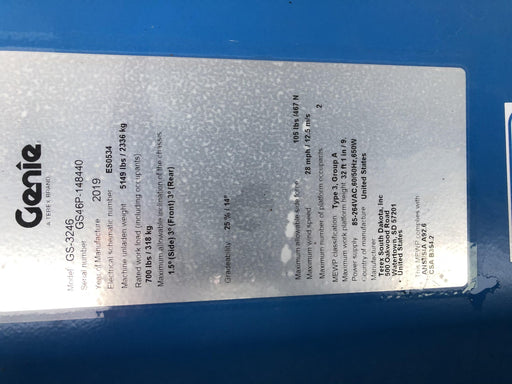 Genie
A TEREX BRAND
Model GS-3246
Serial number GS46P-148440
Year of Manufacture 2019
Electrical Schematic number ES0534
Machine unladen weight 5149 lbs / 2336 kg
Rated work load (including occupants)
700 lbs / 318 kg
Maximum allowable inclination of the chassis
1.5° (Side) 3° (Front) 3° (Rear)
Gradeability 25 % / 14°
Maximum allowable side force 105 lbs /467 N
Maximum wind speed 28 mph / 12.5 m/s
Maximum number of platform occupants 2
MEWP classification Type 3, Group A
Maximum work platform height 32 ft 1 in / 9.
Power supply 85-264VAC,60/50Hz,650W
Country of manufacture United States
Manufacturer
Terex South Dakota, Inc
500 Oakwood Road
Watertown, SD 57201
United States
This MEWP complies with
ANSI/SIA A92.6
CSA B354.2